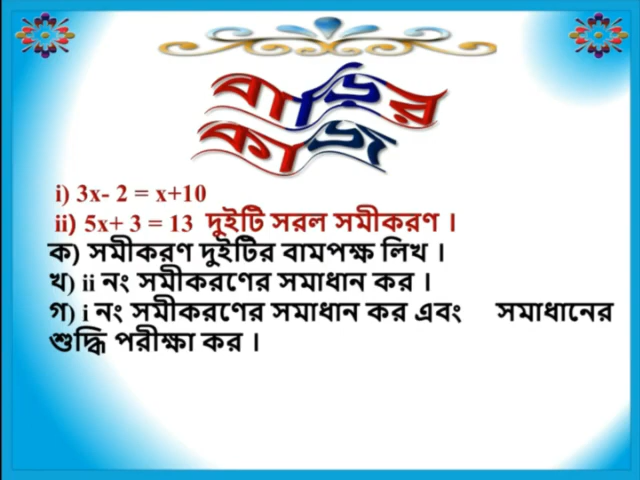 বাড়ির
কাজ
i) 3x- 2 = x+10
ii) 5x+ 3 = 13 দুইটি সরল সমীকরণ ।
ক) সমীকরণ দুইটির বামপক্ষ লিখ ।
খ) ii নং সমীকরণের সমাধান কর ।
গ) i নং সমীকরণের সমাধান কর এবং সমাধানের
শুদ্ধি পরীক্ষা কর ।